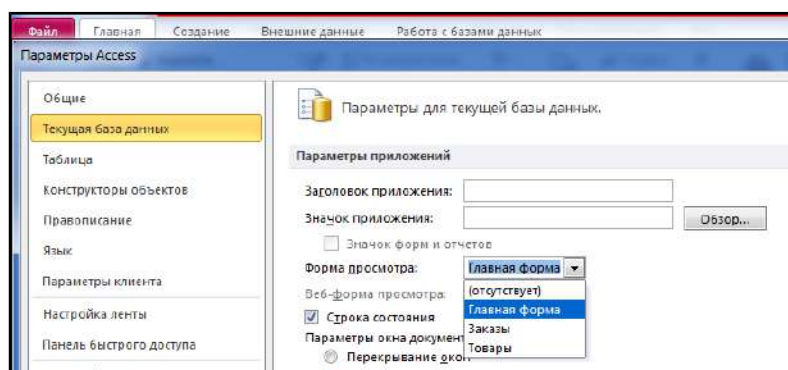 Файл Главная Создание Внешние данные Работа с базами данных
Параметры Access
Общие
Текущая база данных
Таблица
Конструкторы объектов
Правописание
Язык
Параметры клиента
Настройка ленты
Панель быстрого доступа
Параметры для текущей базы данных.
Параметры приложений
Заголовок приложения:
Значок приложения:
Обзор...
Значок форм и отчетов
Форма просмотра: Главная форма
Веб-форма просмотра:
(отсутствует)
Главная форма
Заказы
Товары
Строка состояния
Параметры окна докумен
Перекрывание окон